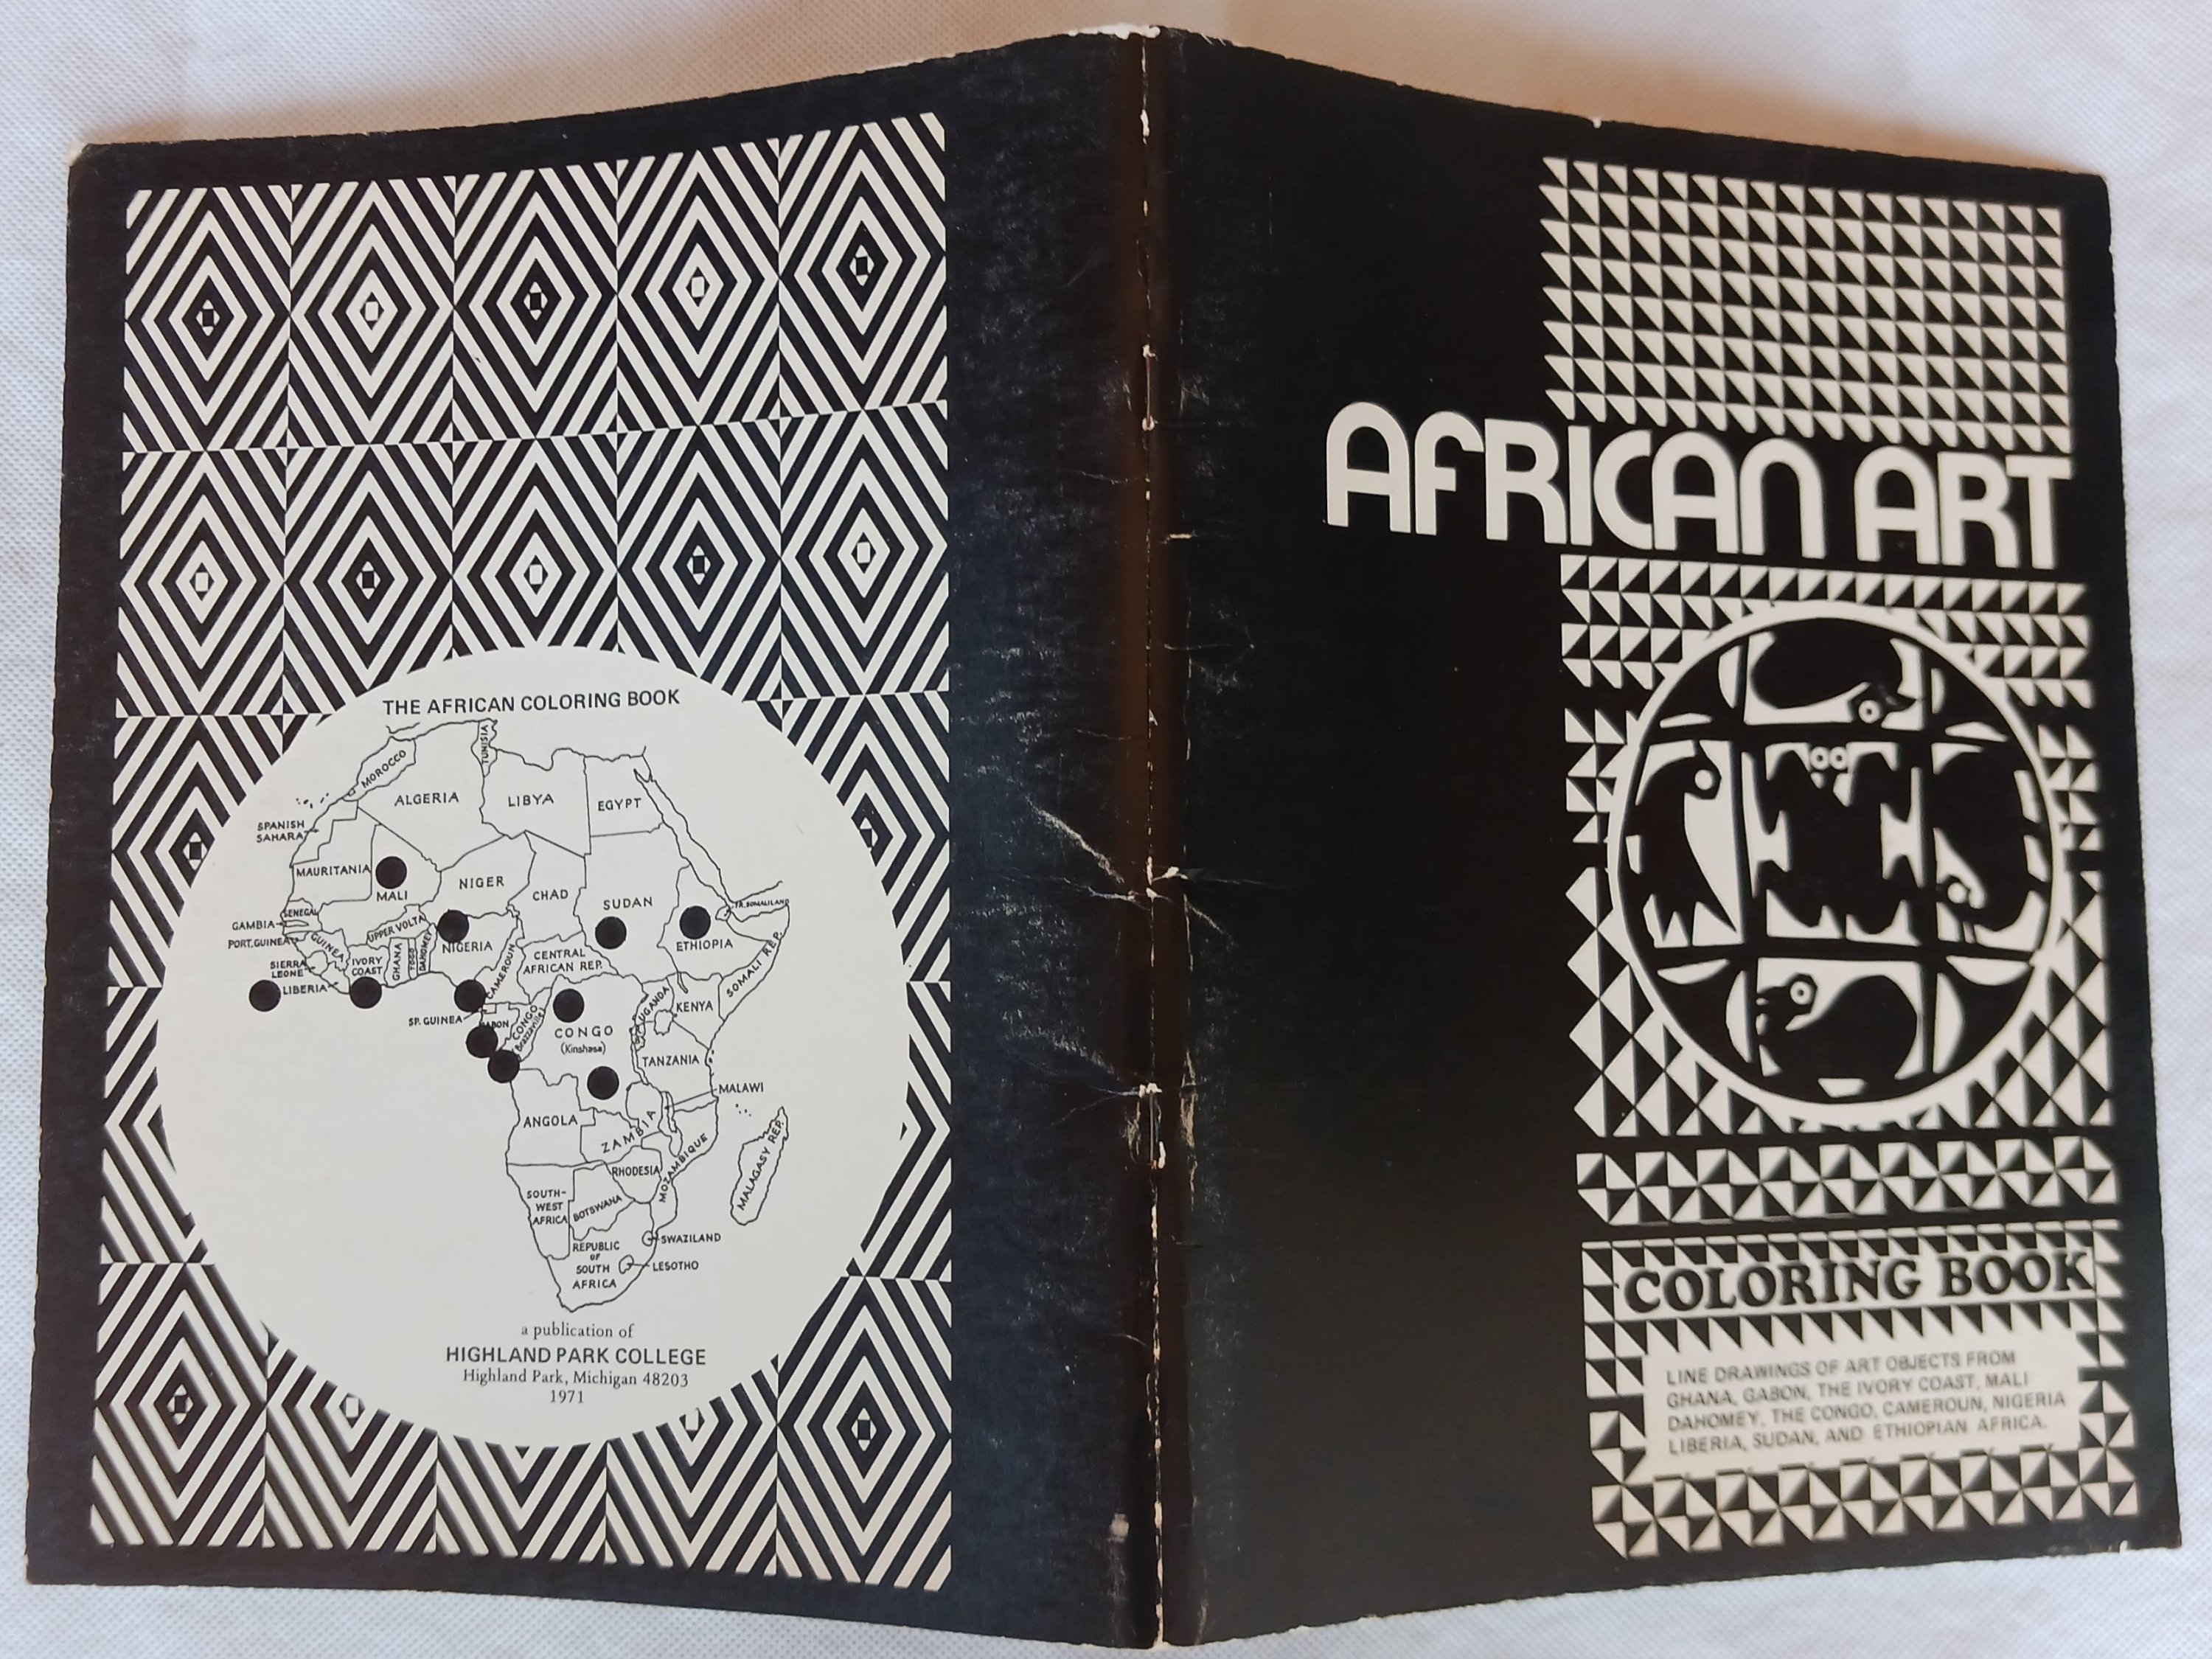 THE AFRICAN COLORING BOOK
TUNISIA
MOROCCO
ALGERIA
LIBYA
EGYPT
SPANISH
SAHARA
MAURITANIA
MALI
NIGER
CHAD
SUDAN
FR. SOMALILAND
SENEGAL
GAMBIA
UPPER VOLTA
PORT. GUINEA
GUINEA
NIGERIA
ETHIOPIA
SIERRA
LEONE
IVORY
COAST
GHANA
TOGO
DAHOMEY
CAMEROUN
CENTRAL
AFRICAN REP.
SOMALI REP.
LIBERIA
UGANDA
KENYA
SP. GUINEA
CONGO
Brazzaville
CONGO
(Kinshasa)
TANZANIA
MALAWI
ANGOLA
ZAMBIA
RHODESIA
MOZAMBIQUE
MALAGASY REP.
SOUTH-
WEST
AFRICA
BOTSWANA
SWAZILAND
REPUBLIC
OF
SOUTH
AFRICA
LESOTHO
a publication of
HIGHLAND PARK COLLEGE
Highland Park, Michigan 48203
1971
AFRICAN ART
COLORING BOOK
LINE DRAWINGS OF ART OBJECTS FROM
GHANA, GABON, THE IVORY COAST, MALI
DAHOMEY, THE CONGO, CAMEROUN, NIGERIA
LIBERIA, SUDAN, AND ETHIOPIAN AFRICA.